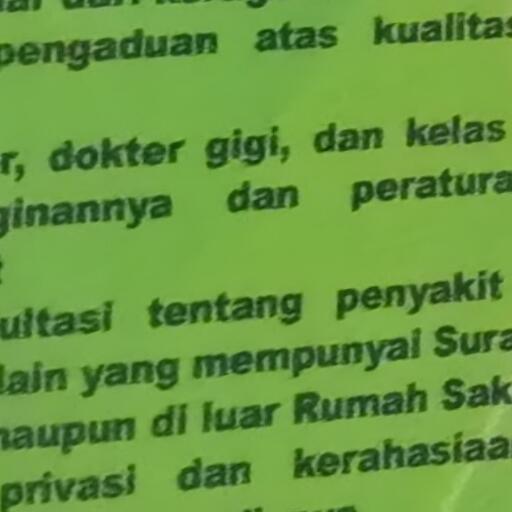 pengaduan atas kualitas
r, dokter gigi, dan kelas
ginannya dan peratura
ultasi tentang penyakit
lain yang mempunyai Sura
naupun di luar Rumah Sak
privasi dan kerahasiaa